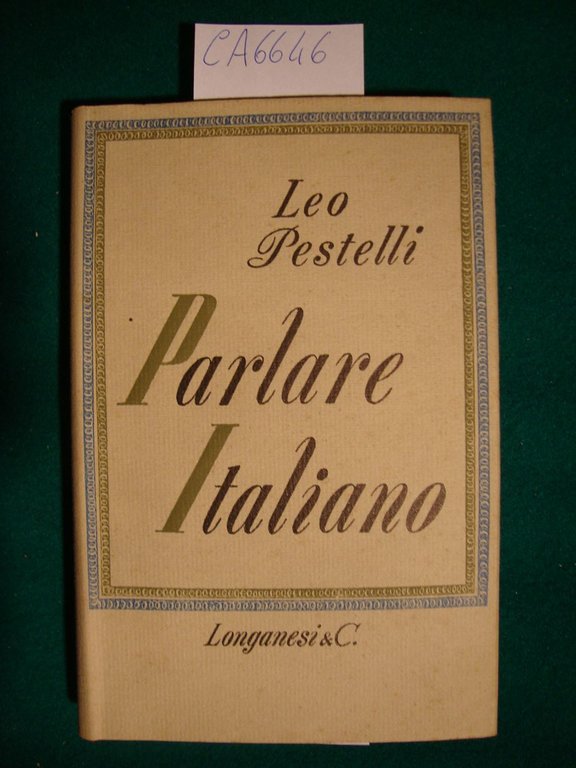 CA6646
Leo
Pestelli
Parlare
Italiano
Longanesi & C.